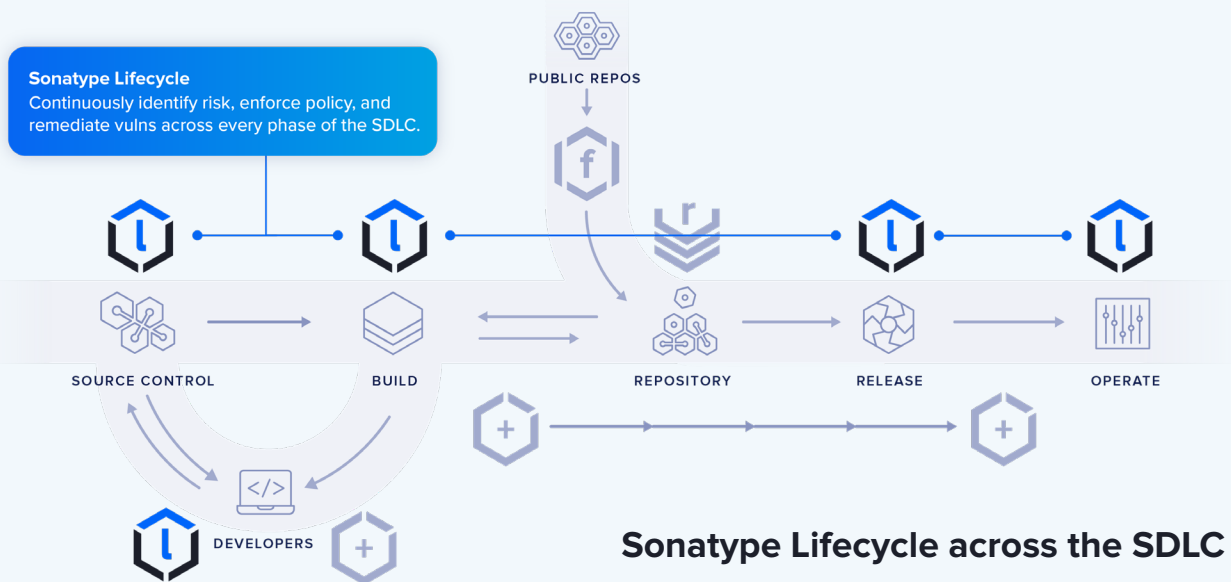 PUBLIC REPOS
Sonatype Lifecycle
Continuously identify risk, enforce policy, and
remediate vulns across every phase of the SDLC.
f
r
l
l
l
l
SOURCE CONTROL
BUILD
REPOSITORY
RELEASE
OPERATE
+
+
</>
l
DEVELOPERS
+
Sonatype Lifecycle across the SDLC